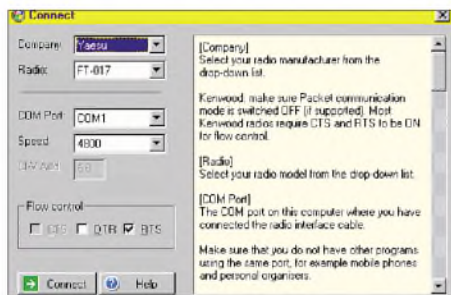 Connect
Company:
Yaesu
Radio:
FT-817
COM Port:
COM1
Speed
4800
Flow control
CTS DTR RTS
Connect
Help
[Company]
Select your radio manufacturer from the
drop-down list.
Kenwood: make sure Packet communication
mode is switched OFF (if supported). Most
Kenwood radios require CTS and RTS to be ON
for flow control.
[Radio]
Select your radio model from the drop down list.
[COM Port]
The COM port on this computer where you have
connected the radio interface cable.
Make sure that you do not have other programs
using the same port, for example mobile phones
and personal organisers.